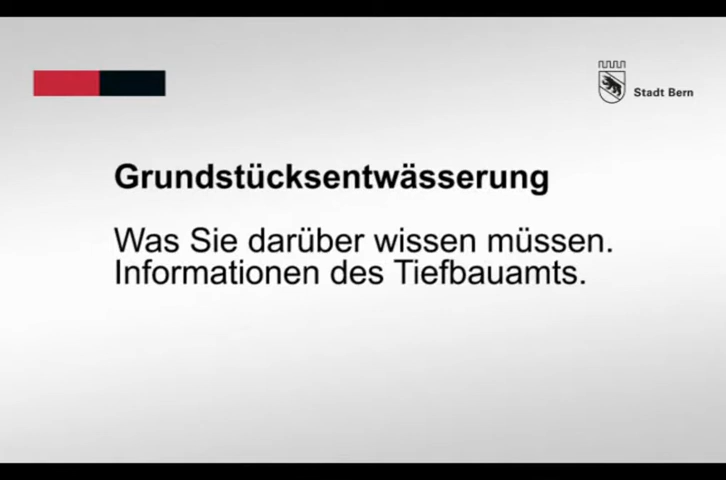 Stadt Bern
Grundstücksentwässerung
Was Sie darüber wissen müssen.
Informationen des Tiefbauamts.